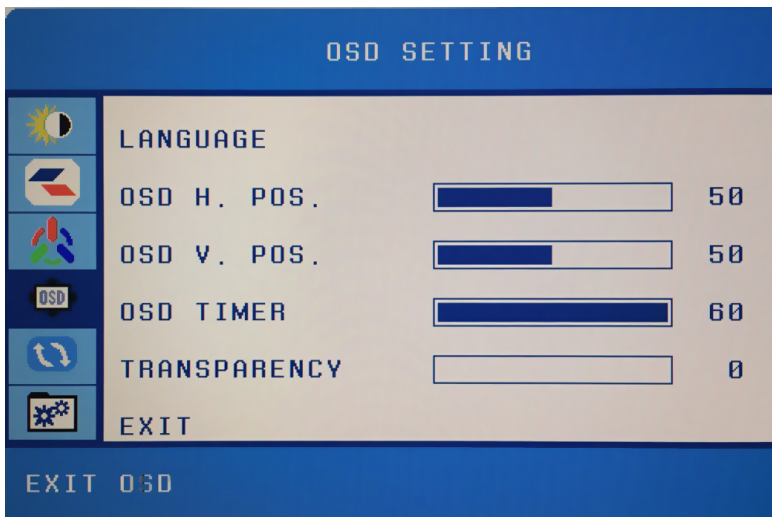 OSD SETTING
LANGUAGE
OSD H. POS. 50
OSD V. POS. 50
OSD
OSD TIMER 60
TRANSPARENCY 0
EXIT
EXIT OSD